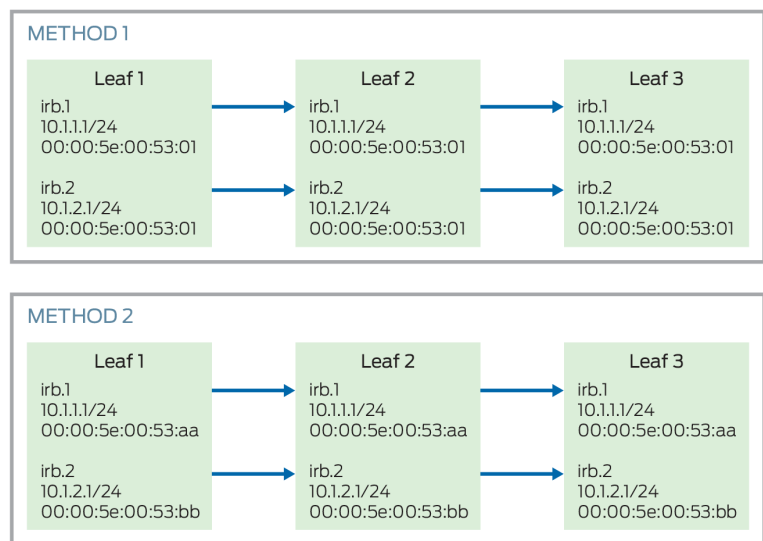 METHOD 1
Leaf 1
irb.1
10.1.1.1/24
00:00:5e:00:53:01
irb.2
10.1.2.1/24
00:00:5e:00:53:01
Leaf 2
irb.1
10.1.1.1/24
00:00:5e:00:53:01
irb.2
10.1.2.1/24
00:00:5e:00:53:01
Leaf 3
irb.1
10.1.1.1/24
00:00:5e:00:53:01
irb.2
10.1.2.1/24
00:00:5e:00:53:01
METHOD 2
Leaf 1
irb.1
10.1.1.1/24
00:00:5e:00:53:aa
irb.2
10.1.2.1/24
00:00:5e:00:53:bb
Leaf 2
irb.1
10.1.1.1/24
00:00:5e:00:53:aa
irb.2
10.1.2.1/24
00:00:5e:00:53:bb
Leaf 3
irb.1
10.1.1.1/24
00:00:5e:00:53:aa
irb.2
10.1.2.1/24
00:00:5e:00:53:bb